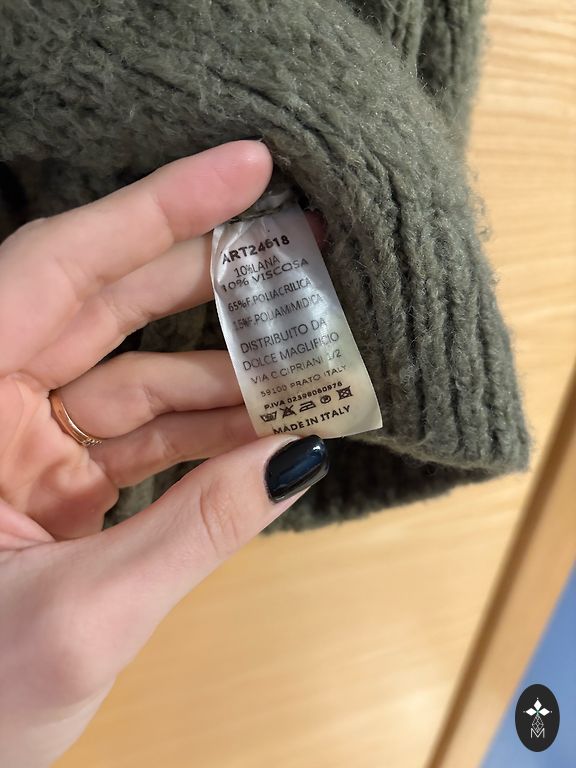 ART24618
10%LANA
10% VISCOSA
65%F.POLIACRILICA
15%F.POLIAMIMIDICA
DISTRIBUITO DA
DOLCE MAGLIFICIO
VIA C CIPRIANI 1/2
59100 PRATO ITALY
P.IVA 02398060976
MADE IN ITALY
M